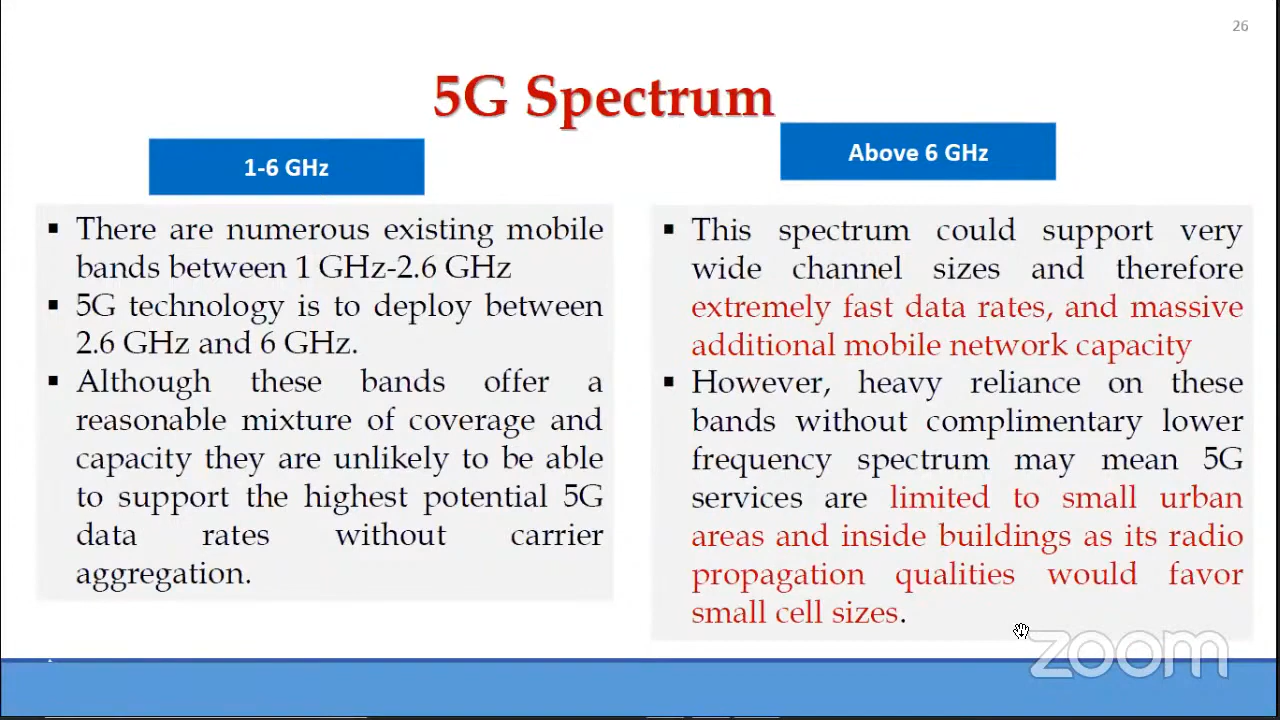 26
5G Spectrum
1-6 GHz
▪ There are numerous existing mobile
bands between 1 GHz-2.6 GHz
▪ 5G technology is to deploy between
2.6 GHz and 6 GHz.
▪ Although these bands offer a
reasonable mixture of coverage and
capacity they are unlikely to be able
to support the highest potential 5G
data rates without carrier
aggregation.
Above 6 GHz
▪ This spectrum could support very
wide channel sizes and therefore
extremely fast data rates, and massive
additional mobile network capacity
▪ However, heavy reliance on these
bands without complimentary lower
frequency spectrum may mean 5G
services are limited to small urban
areas and inside buildings as its radio
propagation qualities would favor
small cell sizes.
zoom